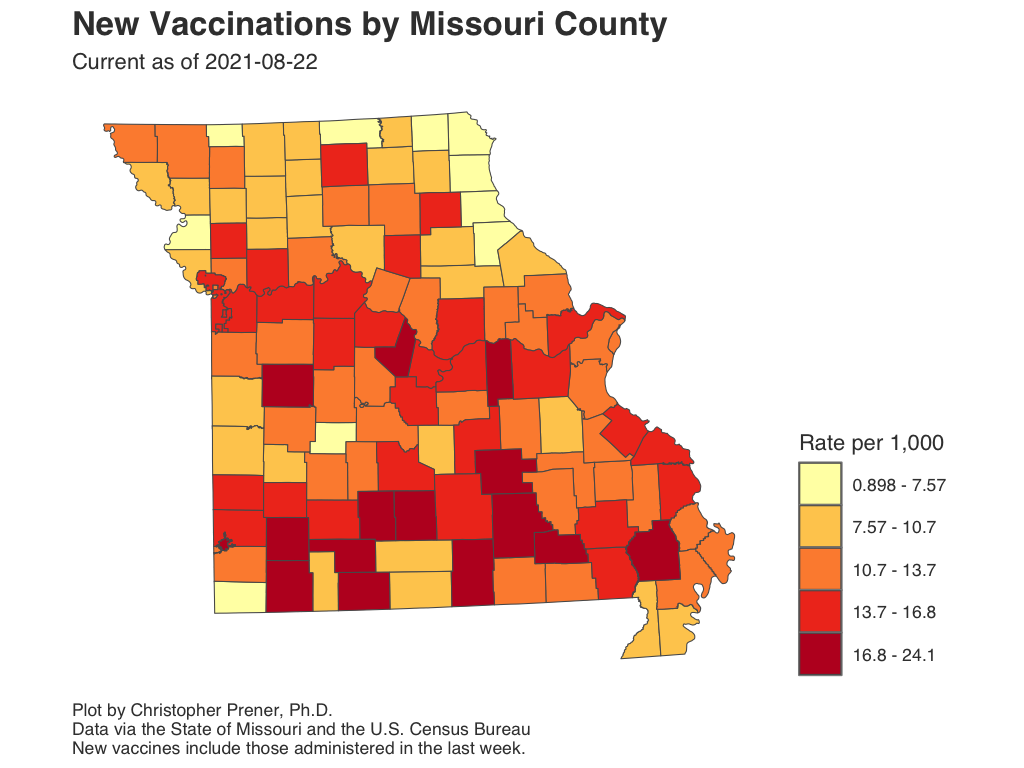 New Vaccinations by Missouri County
Current as of 2021-08-22
Rate per 1,000
0.898 - 7.57
7.57 - 10.7
10.7 - 13.7
13.7 - 16.8
16.8 - 24.1
Plot by Christopher Prener, Ph.D.
Data via the State of Missouri and the U.S. Census Bureau
New vaccines include those administered in the last week.